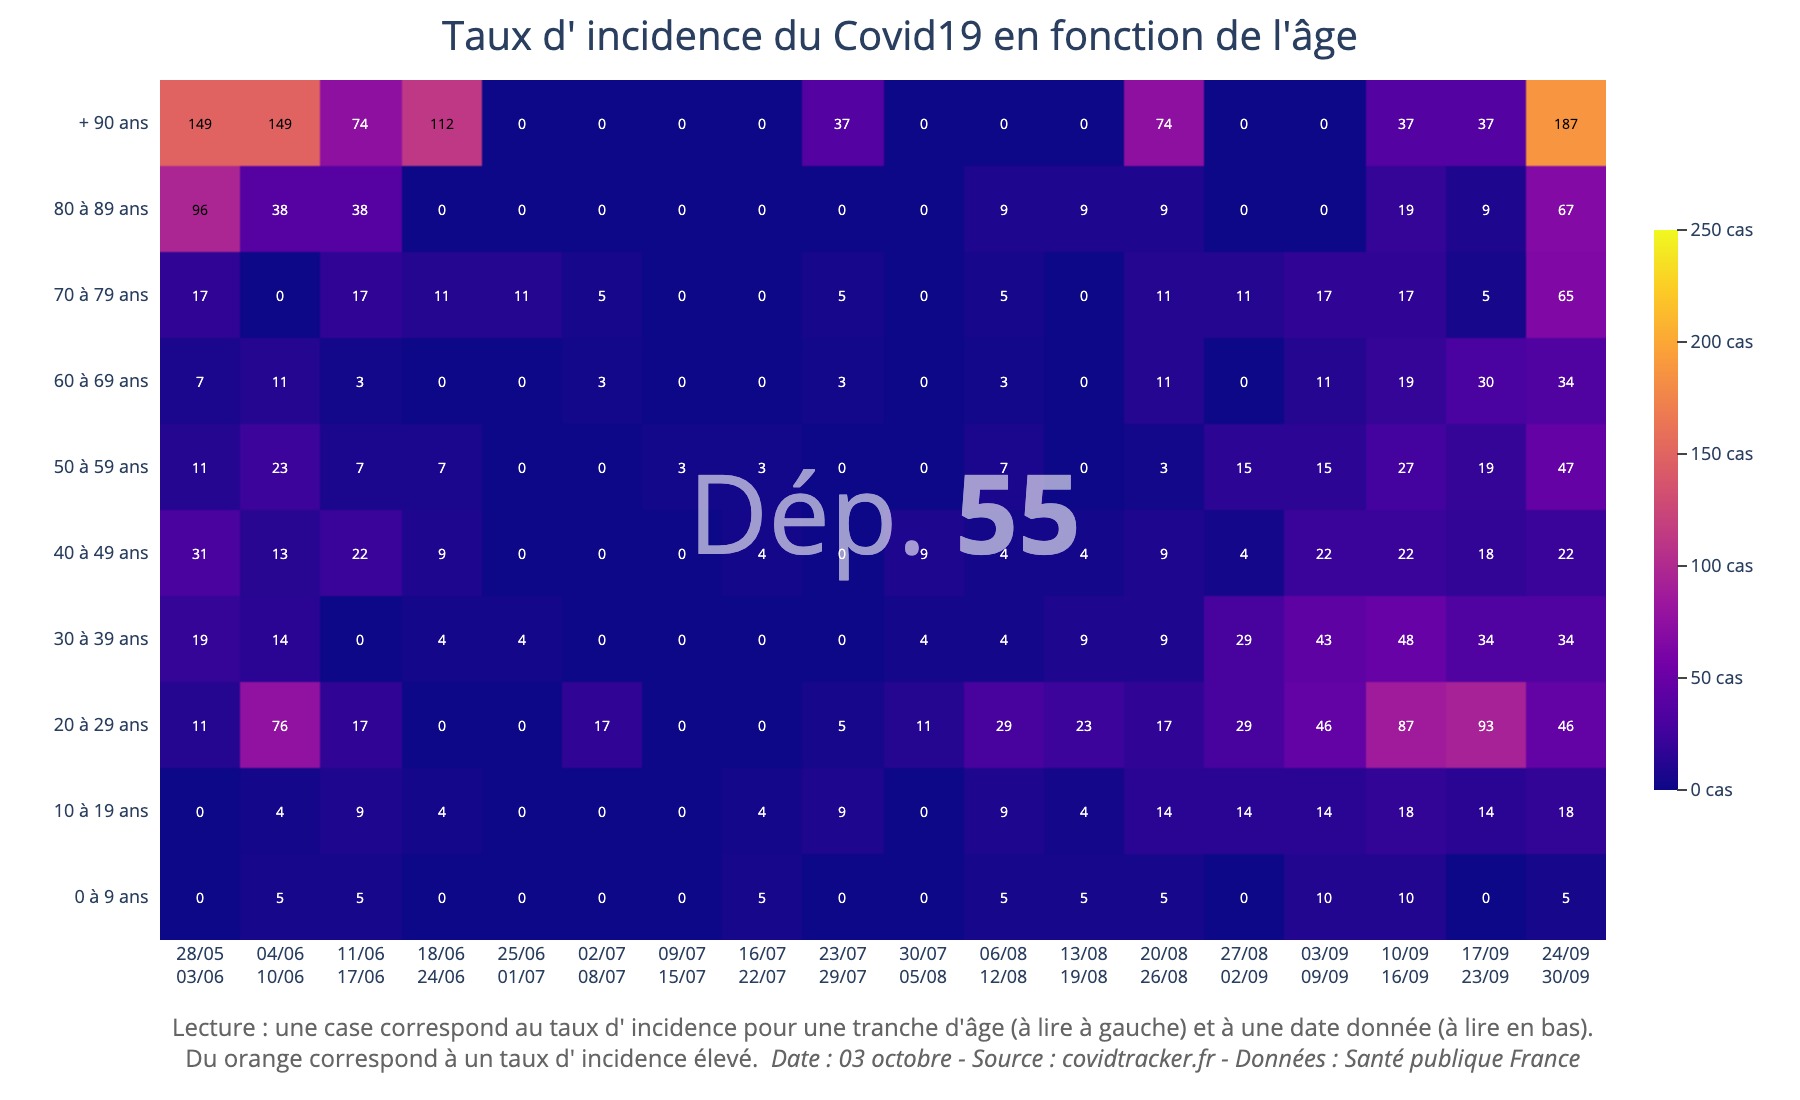 Taux d' incidence du Covid19 en fonction de l'âge
+ 90 ans 149 149 74 112 0 0 0 0 37 0 0 0 74 0 0 37 37 187
80 à 89 ans 96 38 38 0 0 0 0 0 0 0 9 9 9 0 0 19 9 67
250 cas
70 à 79 ans 17 0 17 11 11 5 0 0 5 0 5 0 11 11 17 17 5 65
200 cas
60 à 69 ans 7 11 3 0 0 3 0 0 3 0 3 0 11 0 11 19 30 34
150 cas
50 à 59 ans 11 23 7 7 0 0 3 3 0 0 7 0 3 15 15 27 19 47
Dép. 55
40 à 49 ans 31 13 22 9 0 0 0 4 0 9 4 4 9 4 22 22 18 22
100 cas
30 à 39 ans 19 14 0 4 4 0 0 0 0 4 4 9 9 29 43 48 34 34
50 cas
20 à 29 ans 11 76 17 0 0 17 0 0 5 11 29 23 17 29 46 87 93 46
0 cas
10 à 19 ans 0 4 9 4 0 0 0 4 9 0 9 4 14 14 14 18 14 18
0 à 9 ans 0 5 5 0 0 0 0 5 0 0 5 5 5 0 10 10 0 5
28/05 04/06 11/06 18/06 25/06 02/07 09/07 16/07 23/07 30/07 06/08 13/08 20/08 27/08 03/09 10/09 17/09 24/09
03/06 10/06 17/06 24/06 01/07 08/07 15/07 22/07 29/07 05/08 12/08 19/08 26/08 02/09 09/09 16/09 23/09 30/09
Lecture : une case correspond au taux d' incidence pour une tranche d'âge (à lire à gauche) et à une date donnée (à lire en bas).
Du orange correspond à un taux d' incidence élevé. Date : 03 octobre - Source : covidtracker.fr - Données : Santé publique France